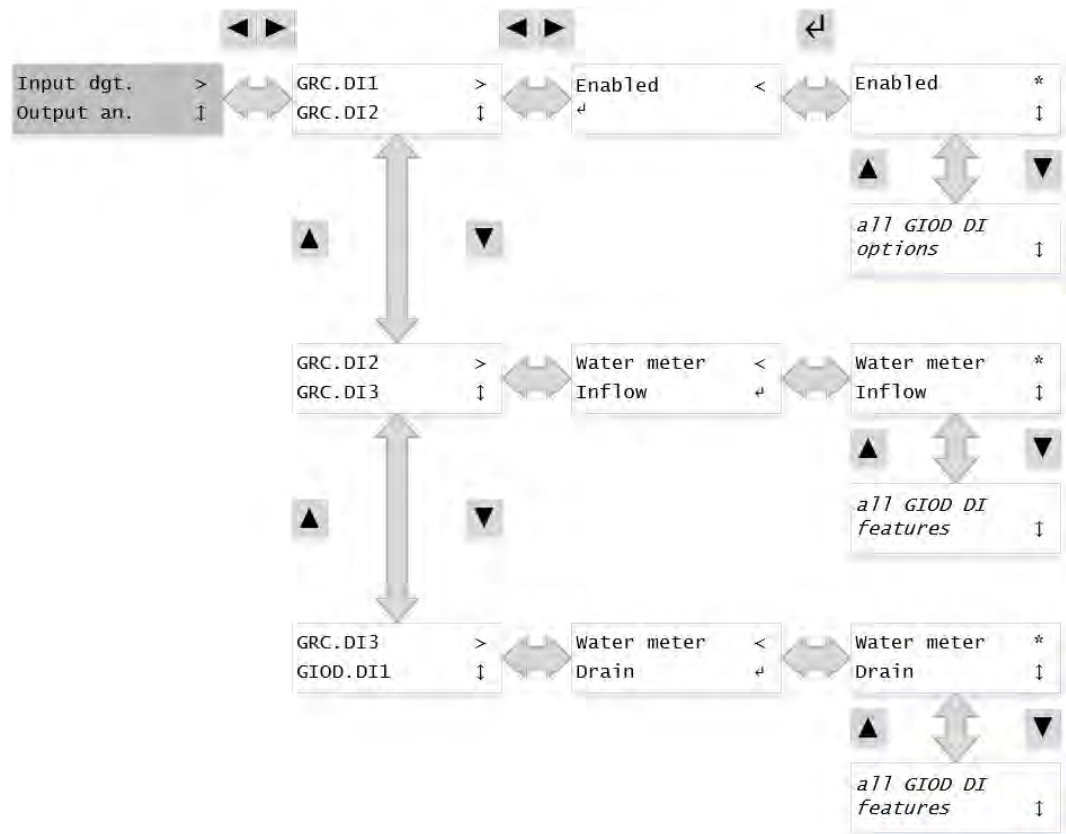 ◀ ▶ ◀ ▶ ↵
Input dgt. >
Output an. ↕
GRC.DI1 >
GRC.DI2 ↕
Enabled <
↵
Enabled *
↕
▲ ▼
all GIOD DI
options ↕
▲ ▼
GRC.DI2 >
GRC.DI3 ↕
Water meter <
Inflow ↵
Water meter *
Inflow ↕
▲ ▼
all GIOD DI
features ↕
▲ ▼
GRC.DI3 >
GIOD.DI1 ↕
Water meter <
Drain ↵
Water meter *
Drain ↕
▲ ▼
all GIOD DI
features ↕